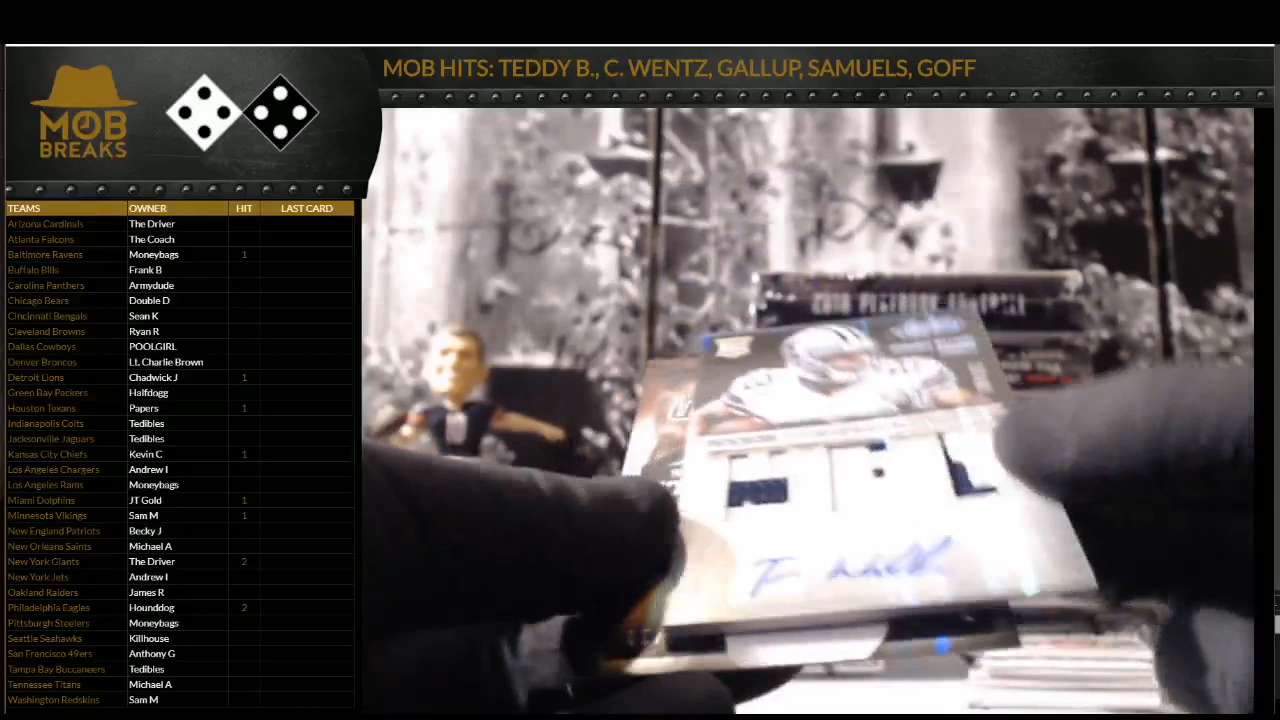 MOB HITS: TEDDY B., C. WENTZ, GALLUP, SAMUELS, GOFF
MOB
BREAKS
TEAMS OWNER HIT LAST CARD
Arizona Cardinals The Driver
Atlanta Falcons The Coach
Baltimore Ravens Moneybags 1
Buffalo Bills Frank B
Carolina Panthers Armydude
Chicago Bears Double D
Cincinnati Bengals Sean K
Cleveland Browns Ryan R
Dallas Cowboys POOLGIRL
Denver Broncos Lt. Charlie Brown
Detroit Lions Chadwick J 1
Green Bay Packers Halfdogg
Houston Texans Papers 1
Indianapolis Colts Tedibles
Jacksonville Jaguars Tedibles
Kansas City Chiefs Kevin C 1
Los Angeles Chargers Andrew I
Los Angeles Rams Moneybags
Miami Dolphins JT Gold 1
Minnesota Vikings Sam M 1
New England Patriots Becky J
New Orleans Saints Michael A
New York Giants The Driver 2
New York Jets Andrew I
Oakland Raiders James R
Philadelphia Eagles Hounddog 2
Pittsburgh Steelers Moneybags
Seattle Seahawks Killhouse
San Francisco 49ers Anthony G
Tampa Bay Buccaneers Tedibles
Tennessee Titans Michael A
Washington Redskins Sam M